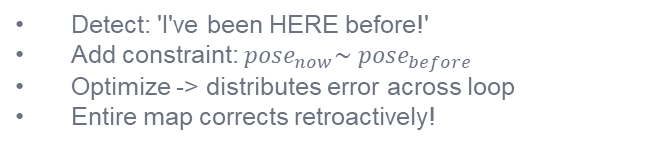 • Detect: 'I've been HERE before!'
• Add constraint: pose_now ~ pose_before
• Optimize -> distributes error across loop
• Entire map corrects retroactively!